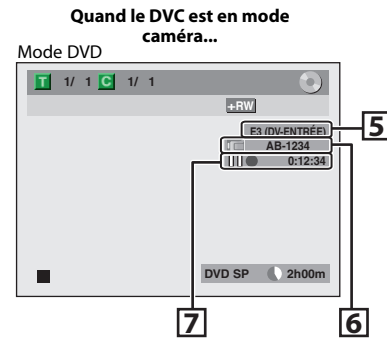 Quand le DVC est en mode
caméra...
Mode DVD
T 1/ 1 C 1/ 1
+RW
E3 (DV-ENTRÉE)
5
AB-1234
0:12:34
DVD SP 2h00m
7 6